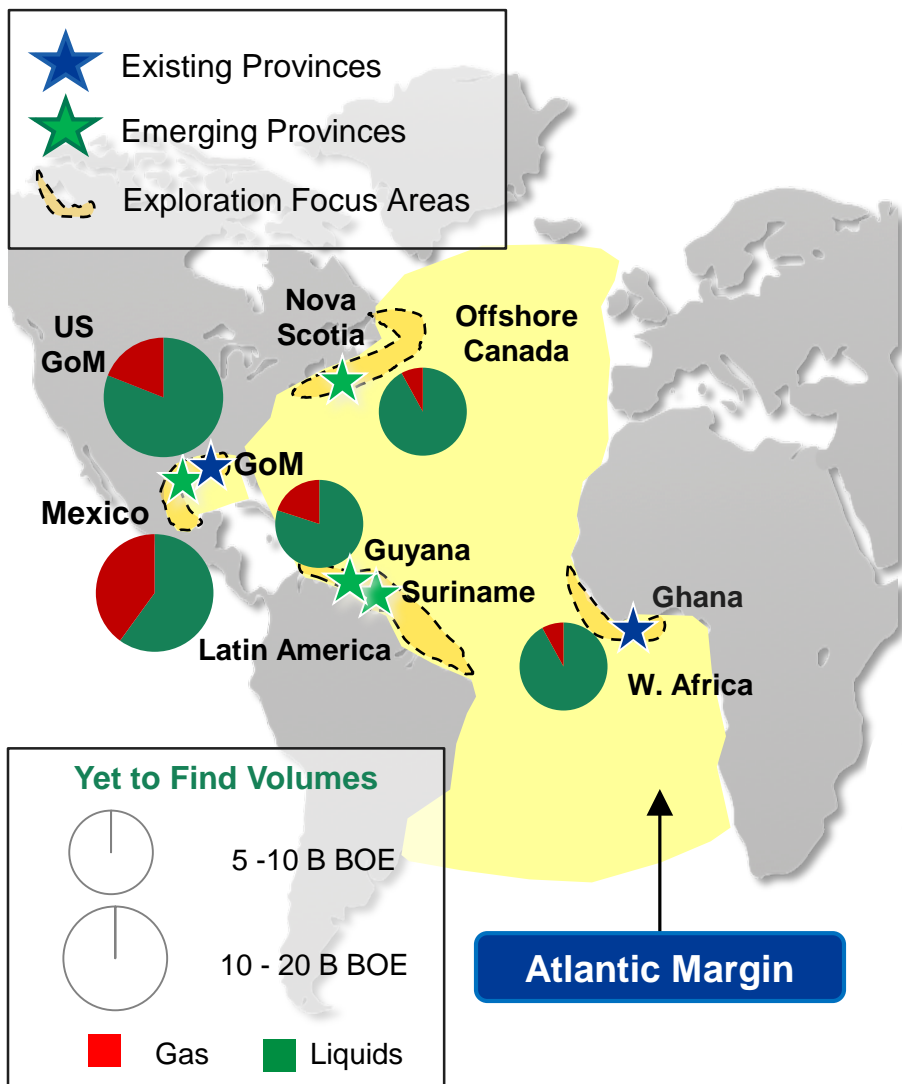 Existing Provinces
Emerging Provinces
Exploration Focus Areas
Nova
Scotia
US
GoM
Offshore
Canada
GoM
Mexico
Guyana
Suriname
Ghana
Latin America
W. Africa
Yet to Find Volumes
5 -10 B BOE
10 - 20 B BOE
Gas
Liquids
Atlantic Margin